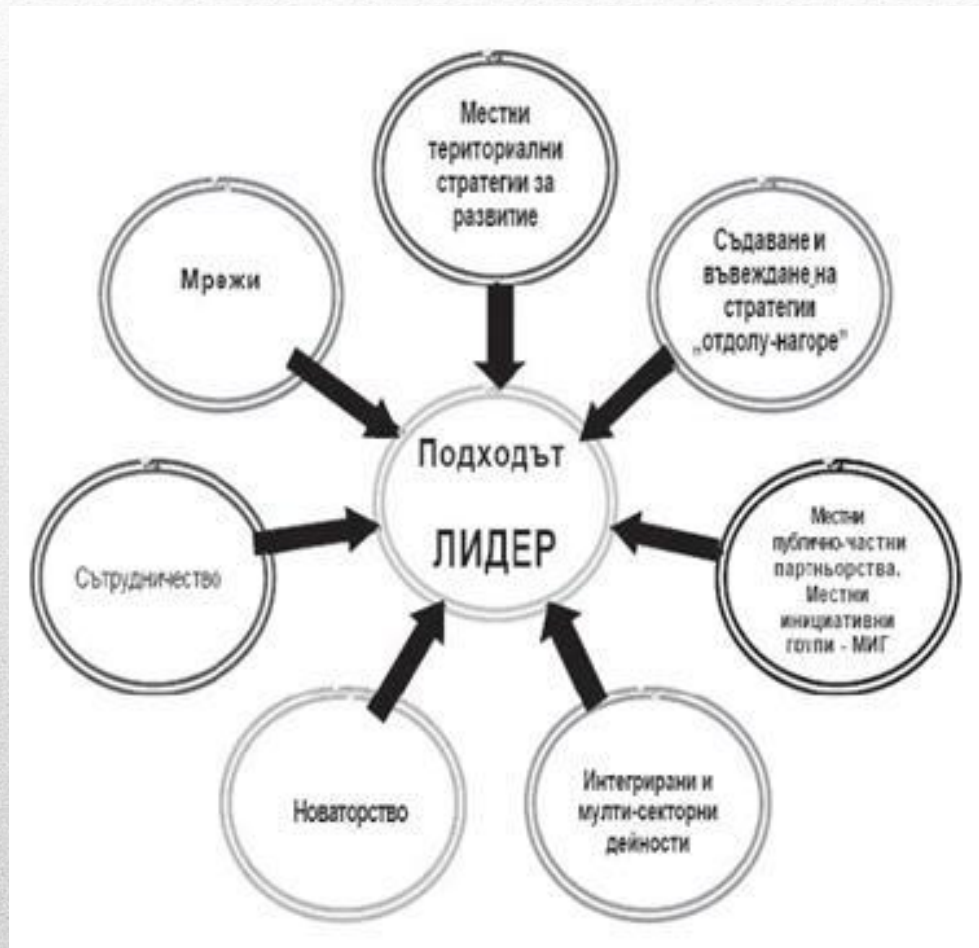 Местни
териториални
стратегии за
развитие
Съдаване и
въвеждане на
стратегии
„отдолу-нагоре”
Местни
публично-частни
партньорства.
Местни
инициативни
групи - МИГ
Интегрирани и
мулти-секторни
дейности
Новаторство
Сътрудничество
Мрежи
Подходът
ЛИДЕР